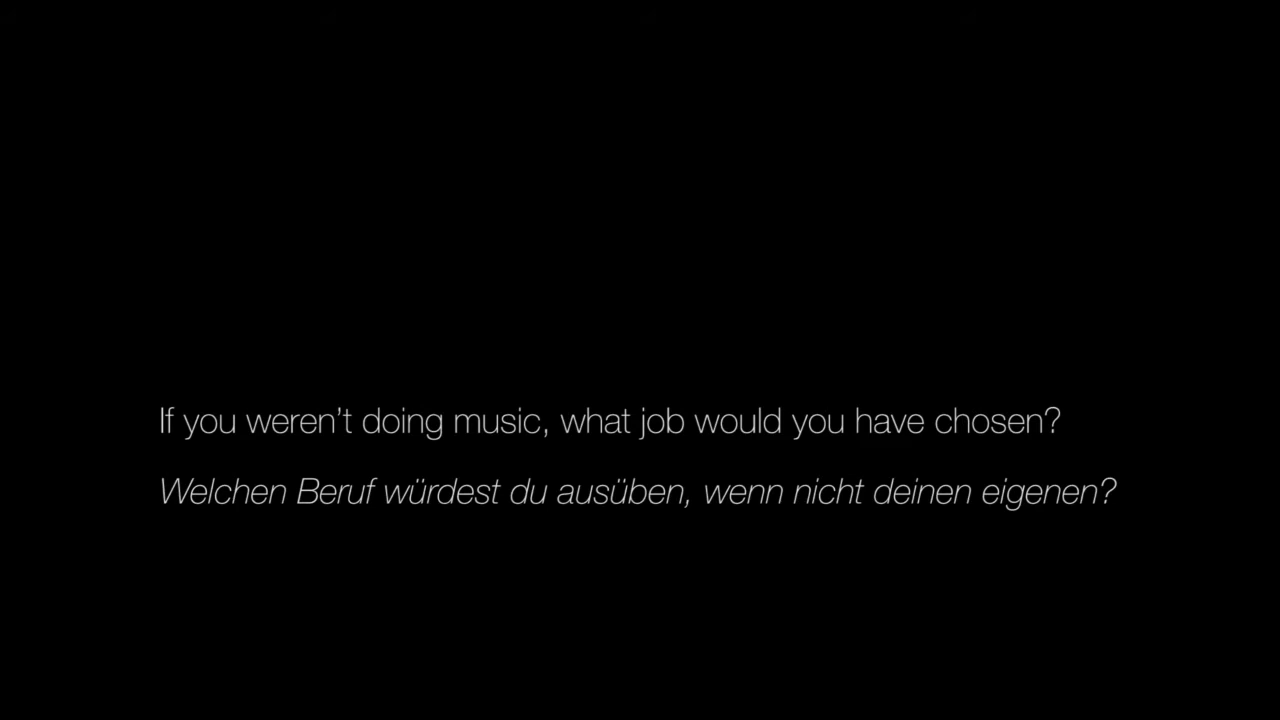 If you weren’t doing music, what job would you have chosen?
Welchen Beruf würdest du ausüben, wenn nicht deinen eigenen?